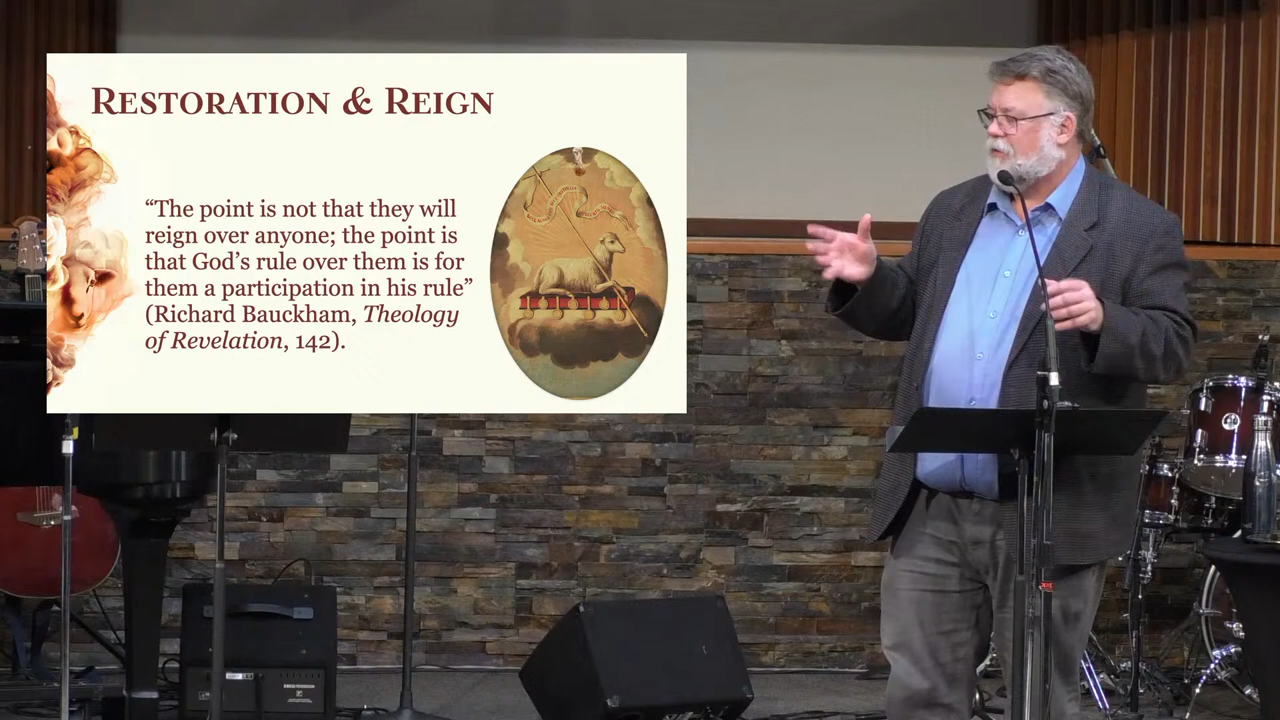 Restoration & Reign
“The point is not that they will
reign over anyone; the point is
that God’s rule over them is for
them a participation in his rule”
(Richard Bauckham, Theology
of Revelation, 142).